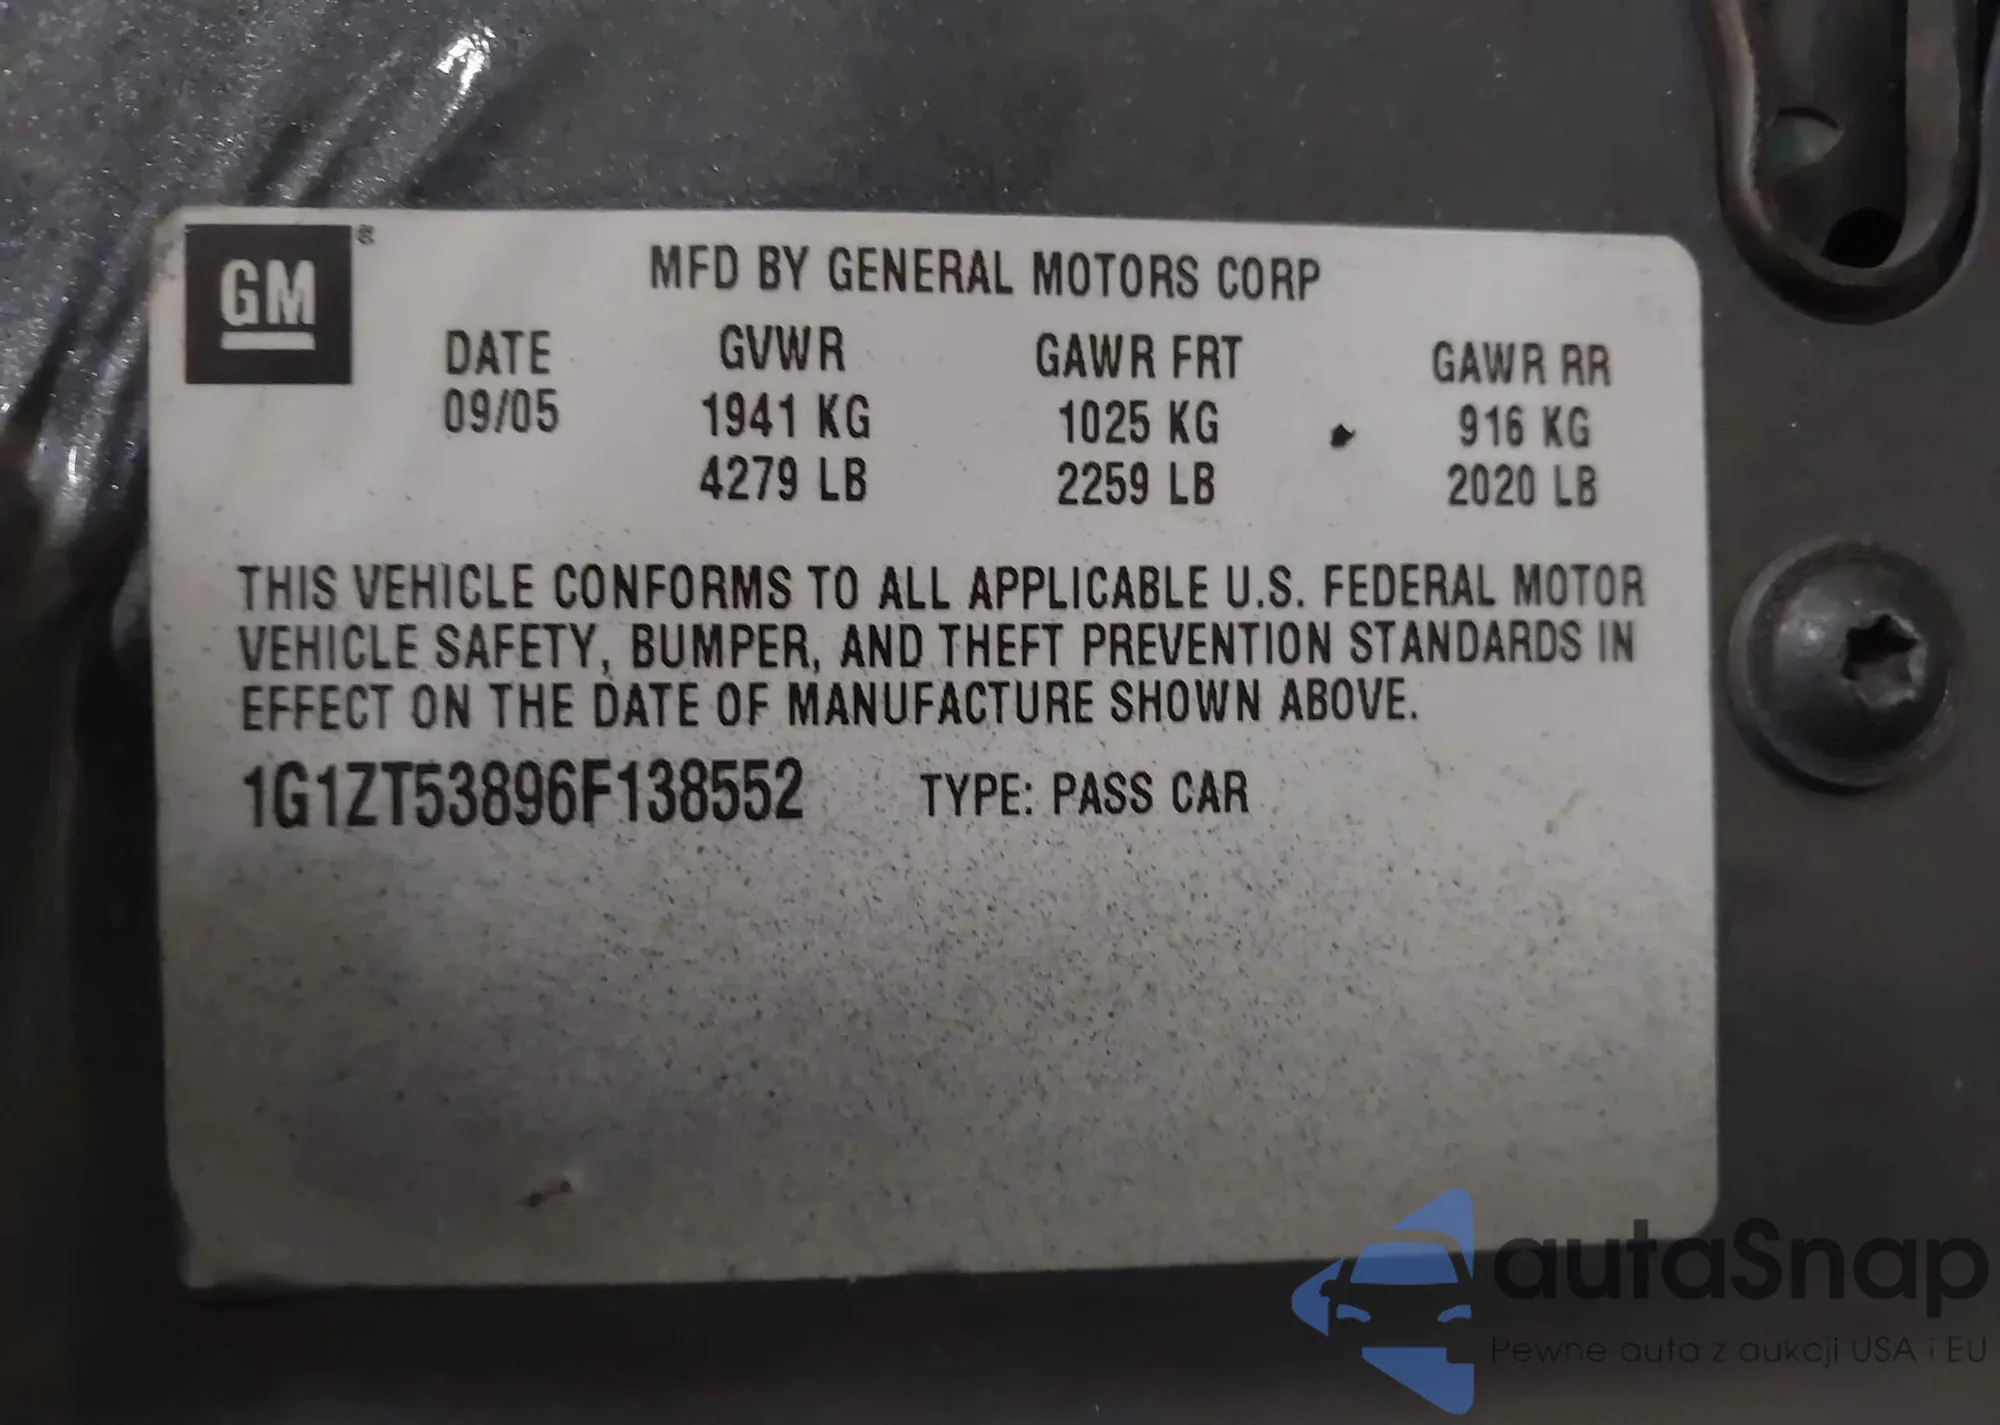 GM®
MFD BY GENERAL MOTORS CORP
DATE GVWR GAWR FRT GAWR RR
09/05 1941 KG 1025 KG 916 KG
4279 LB 2259 LB 2020 LB
THIS VEHICLE CONFORMS TO ALL APPLICABLE U.S. FEDERAL MOTOR
VEHICLE SAFETY, BUMPER, AND THEFT PREVENTION STANDARDS IN
EFFECT ON THE DATE OF MANUFACTURE SHOWN ABOVE.
1G1ZT53896F138552 TYPE: PASS CAR
autaSnap
Pewne auta z aukcji USA i EU